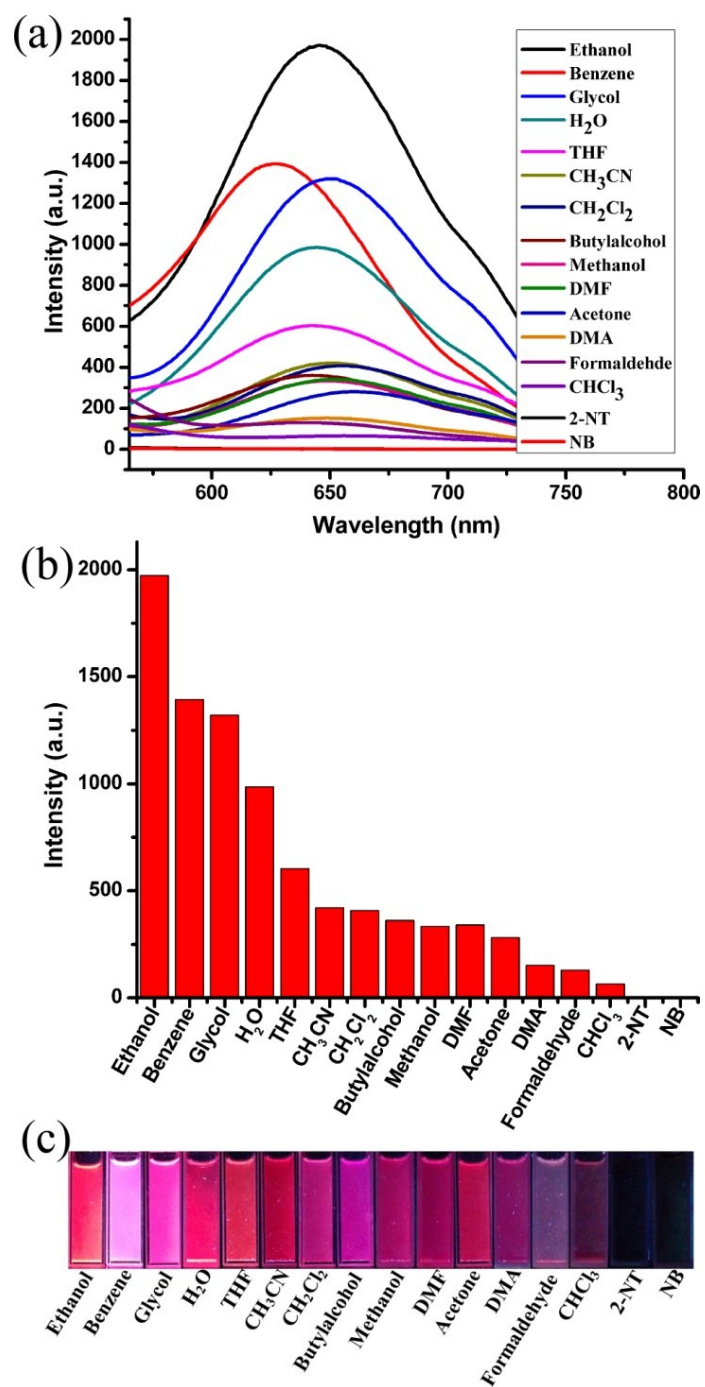 (a)
2000
1800
1600
1400
1200
1000
800
600
400
200
0
Intensity (a.u.)
600 650 700 750 800
Wavelength (nm)
Ethanol
Benzene
Glycol
H₂O
THF
CH₃CN
CH₂Cl₂
Butylalcohol
Methanol
DMF
Acetone
DMA
Formaldehde
CHCl₃
2-NT
NB
(b)
2000
1500
1000
500
0
Intensity (a.u.)
Ethanol
Benzene
Glycol
H₂O
THF
CH₃CN
CH₂Cl₂
Butylalcohol
Methanol
DMF
Acetone
DMA
Formaldehyde
CHCl₃
2-NT
NB
(c)
Ethanol
Benzene
Glycol
H₂O
THF
CH₃CN
CH₂Cl₂
Butylalcohol
Methanol
DMF
Acetone
DMA
Formaldehyde
CHCl₃
2-NT
NB